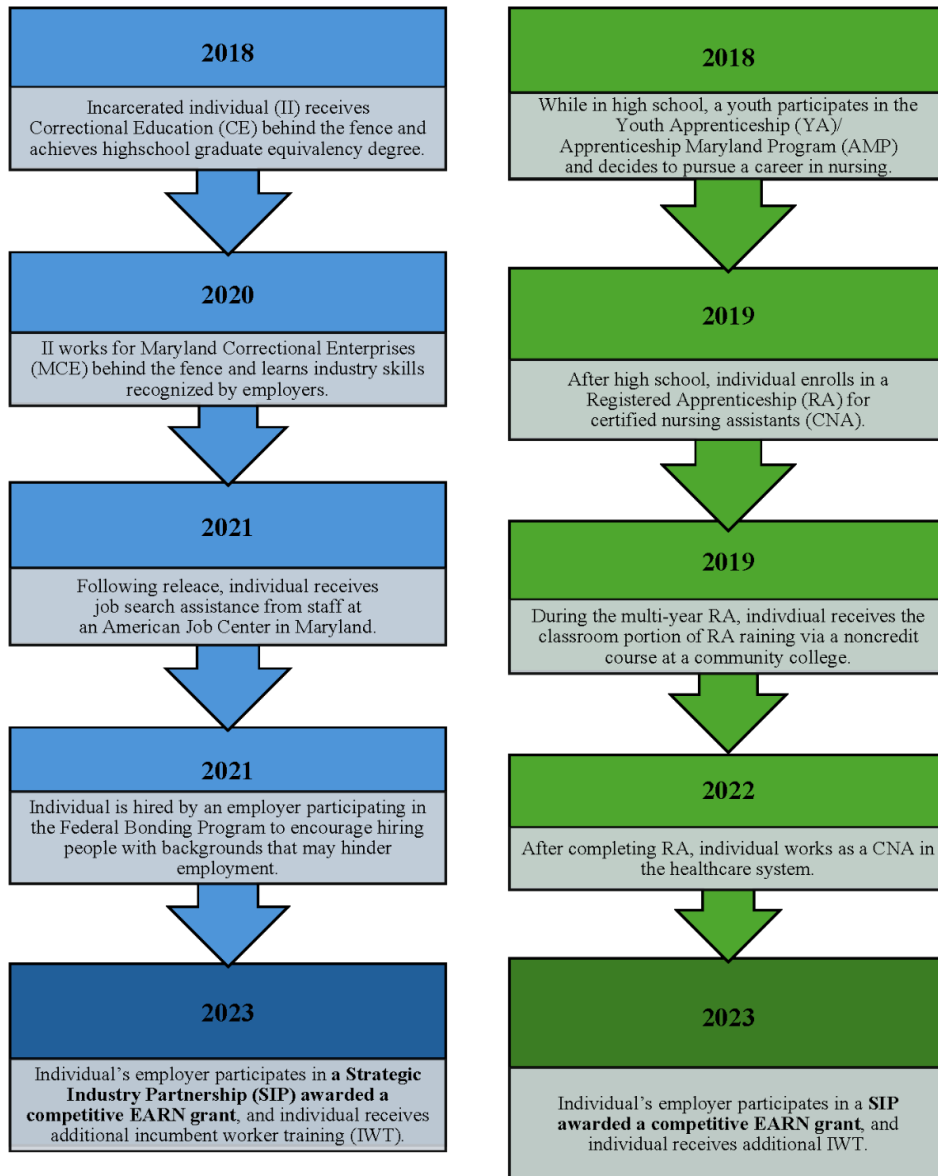 2018
Incarcerated individual (II) receives
Correctional Education (CE) behind the fence and
achieves highschool graduate equivalency degree.
2020
II works for Maryland Correctional Enterprises
(MCE) behind the fence and learns industry skills
recognized by employers.
2021
Following releace, individual receives
job search assistance from staff at
an American Job Center in Maryland.
2021
Individual is hired by an employer participating in
the Federal Bonding Program to encourage hiring
people with backgrounds that may hinder
employment.
2023
Individual’s employer participates in a Strategic
Industry Partnership (SIP) awarded a
competitive EARN grant, and individual receives
additional incumbent worker training (IWT).
2018
While in high school, a youth participates in the
Youth Apprenticeship (YA)/
Apprenticeship Maryland Program (AMP)
and decides to pursue a career in nursing.
2019
After high school, individual enrolls in a
Registered Apprenticeship (RA) for
certified nursing assistants (CNA).
2019
During the multi-year RA, indivdiiual receives the
classroom portion of RA raining via a noncredit
course at a community college.
2022
After completing RA, individual works as a CNA in
the healthcare system.
2023
Individual’s employer participates in a SIP
awarded a competitive EARN grant, and
individual receives additional IWT.